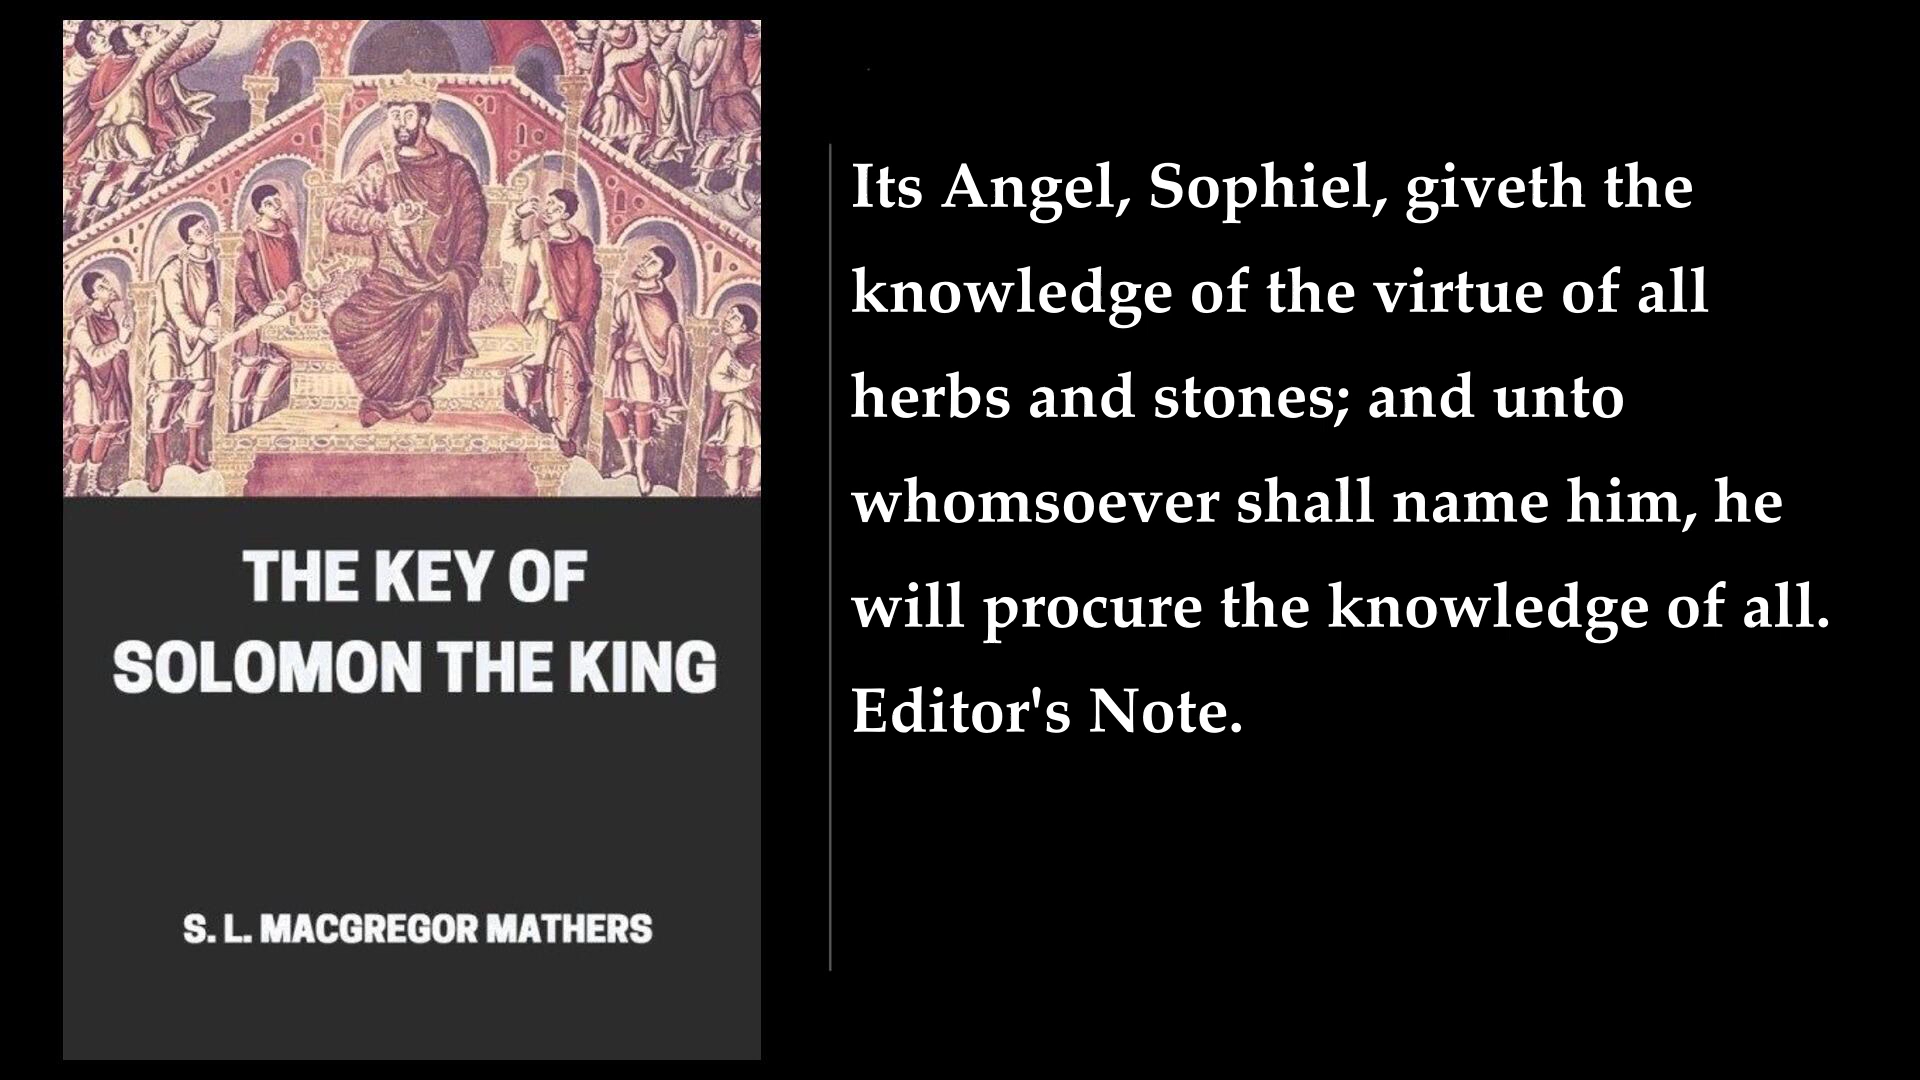 THE KEY OF
SOLOMON THE KING
S. L. MACGREGOR MATHERS
Its Angel, Sophiel, giveth the
knowledge of the virtue of all
herbs and stones; and unto
whomsoever shall name him, he
will procure the knowledge of all.
Editor's Note.